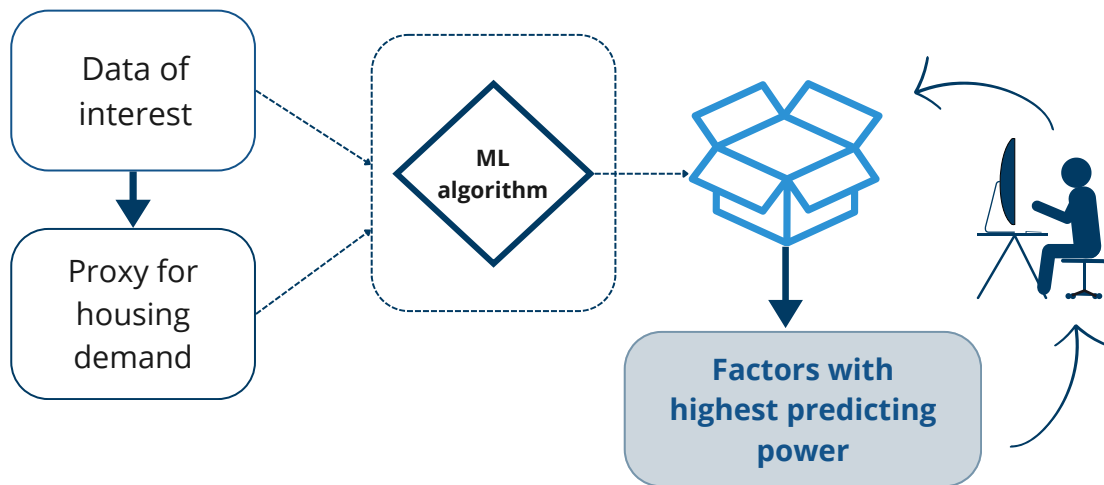 Data of
interest
Proxy for
housing
demand
ML
algorithm
Factors with
highest predicting
power